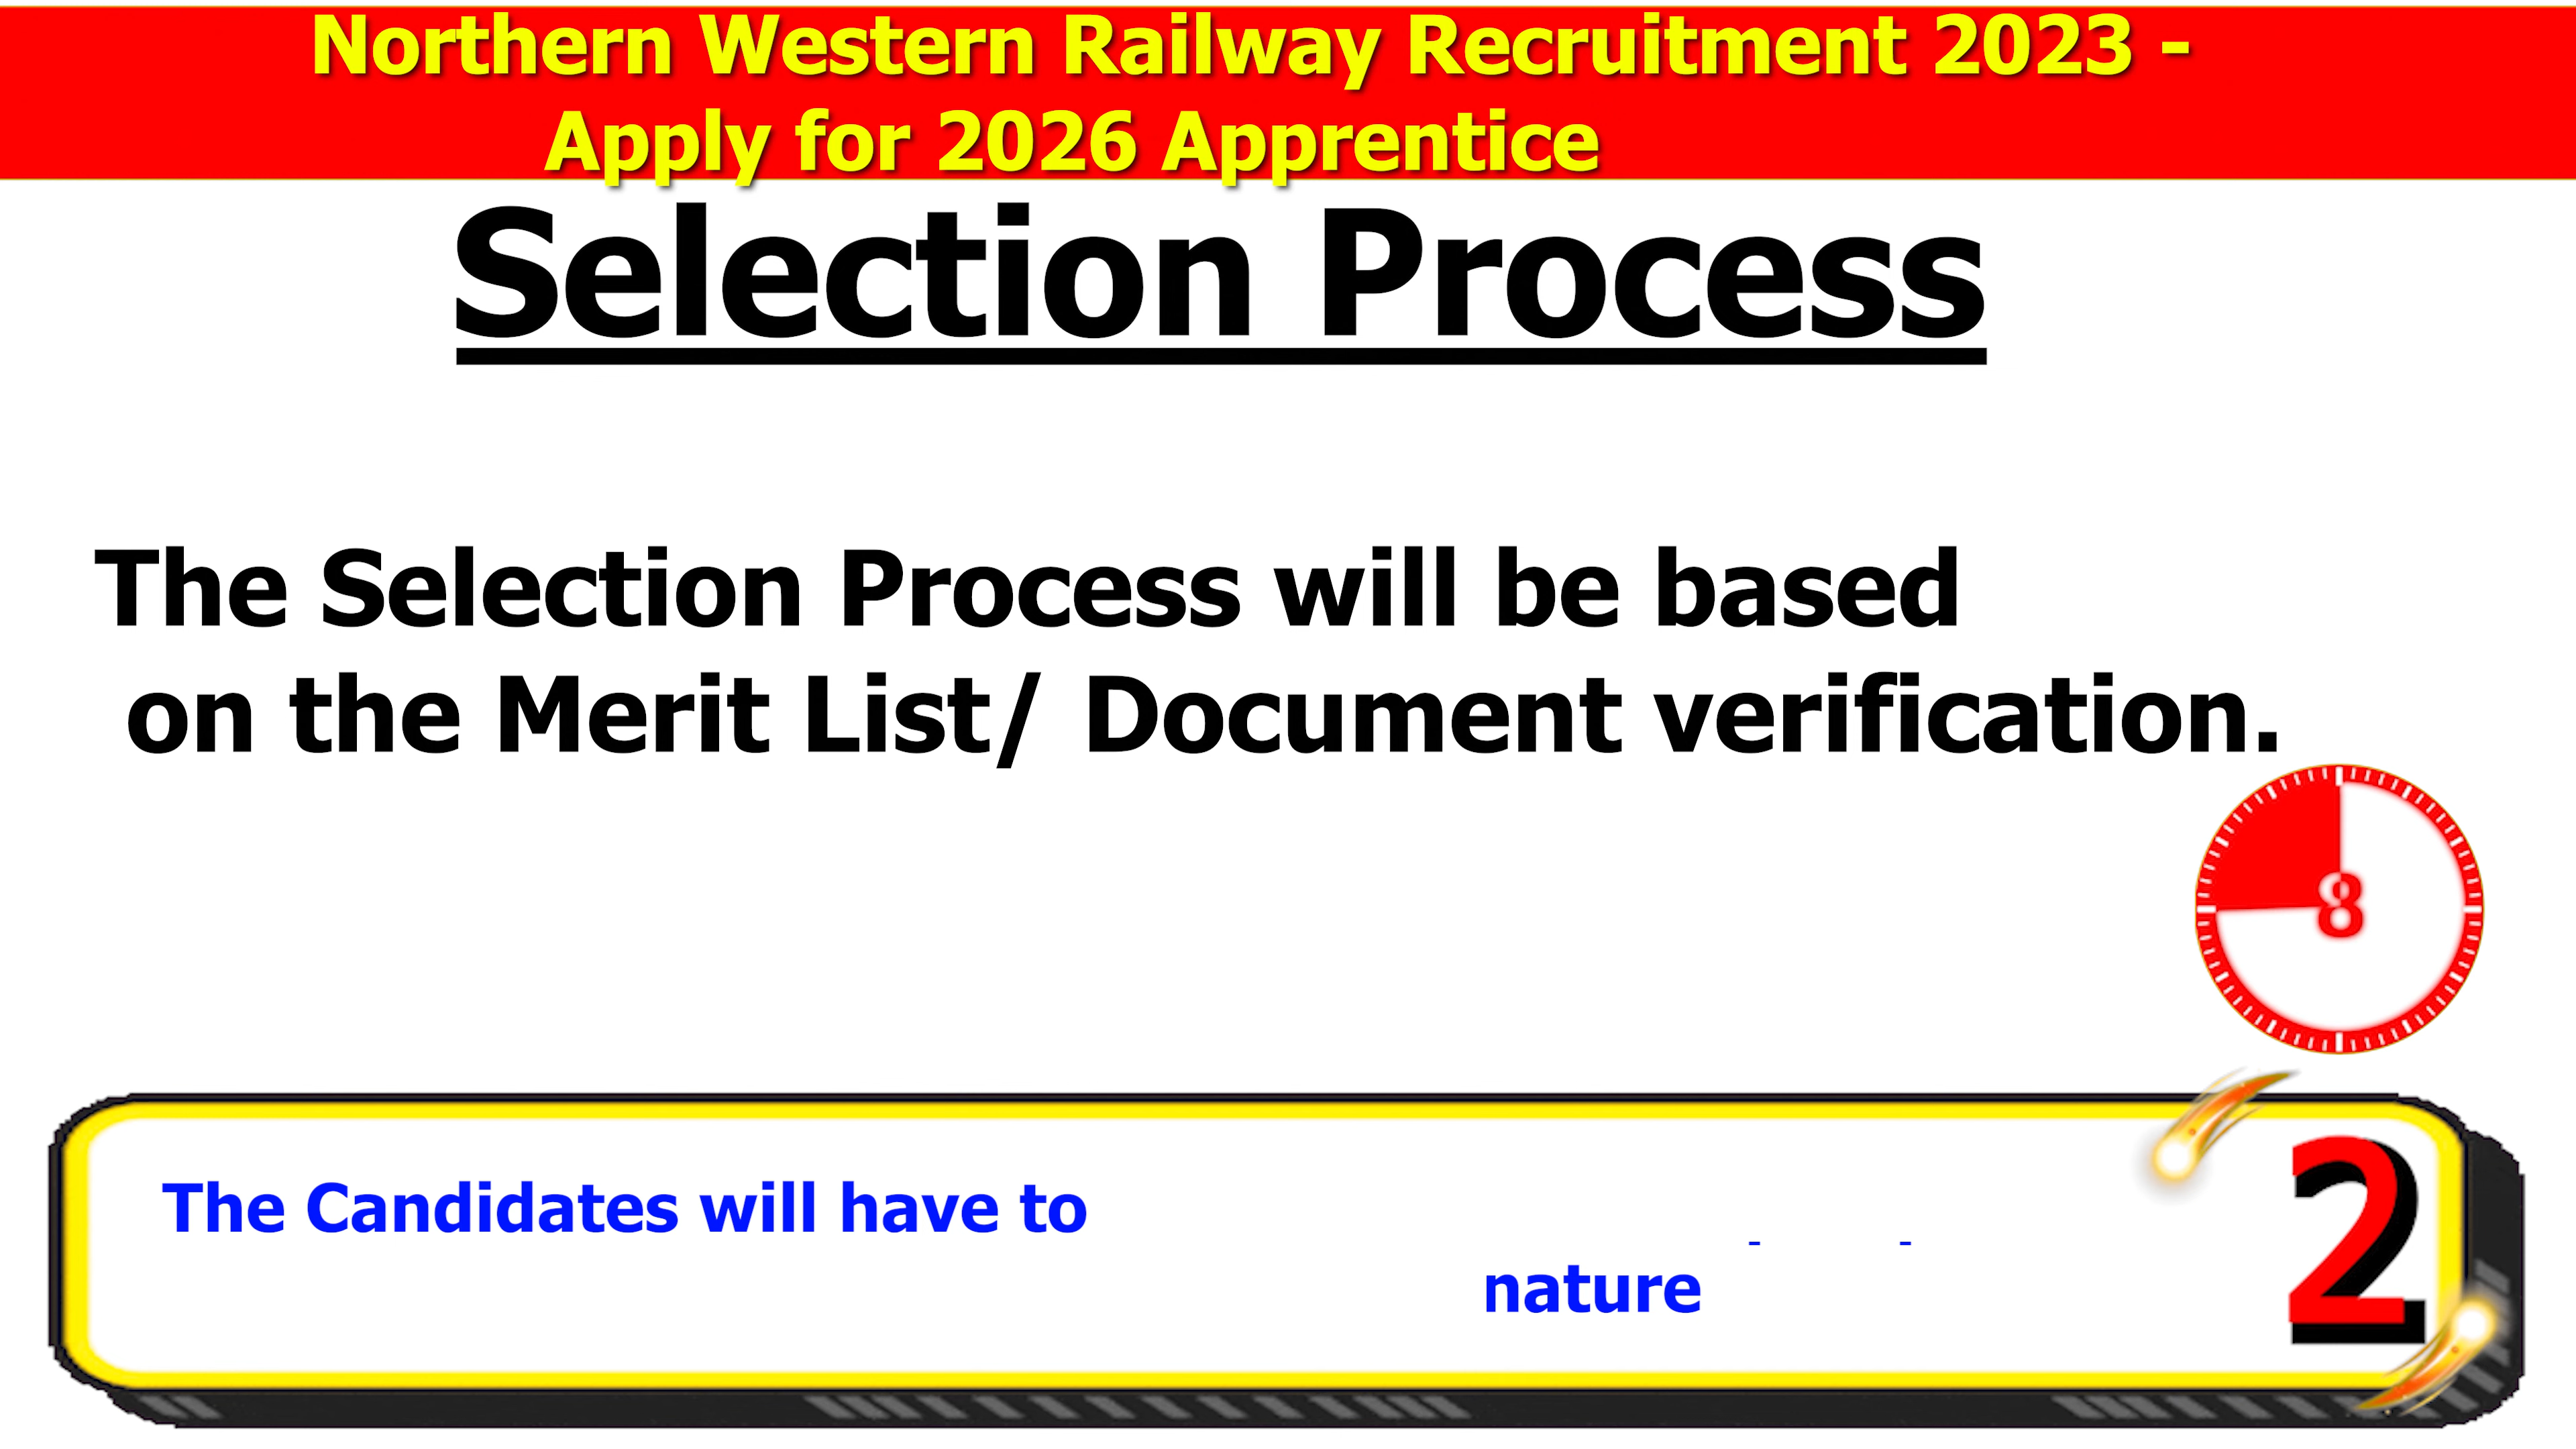 Northern Western Railway Recruitment 2023 -
Apply for 2026 Apprentice
Selection Process
The Selection Process will be based
on the Merit List/ Document verification.
8
The Candidates will have to
- -
nature
2